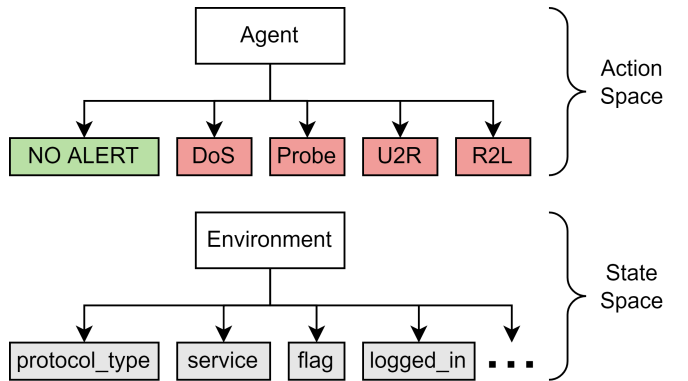 Agent
Action
Space
NO ALERT
DoS
Probe
U2R
R2L
Environment
State
Space
protocol_type
service
flag
logged_in
...